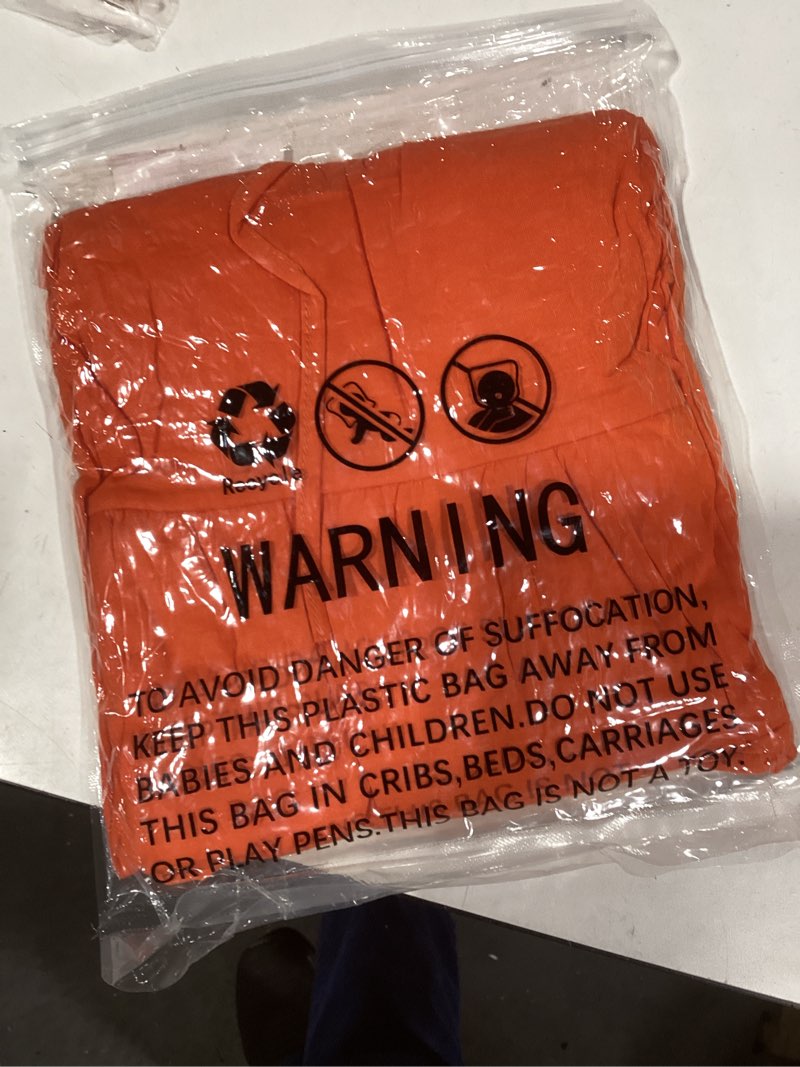 Recycle
WARNING
TO AVOID DANGER OF SUFFOCATION,
KEEP THIS PLASTIC BAG AWAY FROM
BABIES AND CHILDREN.DO NOT USE
THIS BAG IN CRIBS,BEDS,CARRIAGES
OR PLAY PENS.THIS BAG IS NOT A TOY.